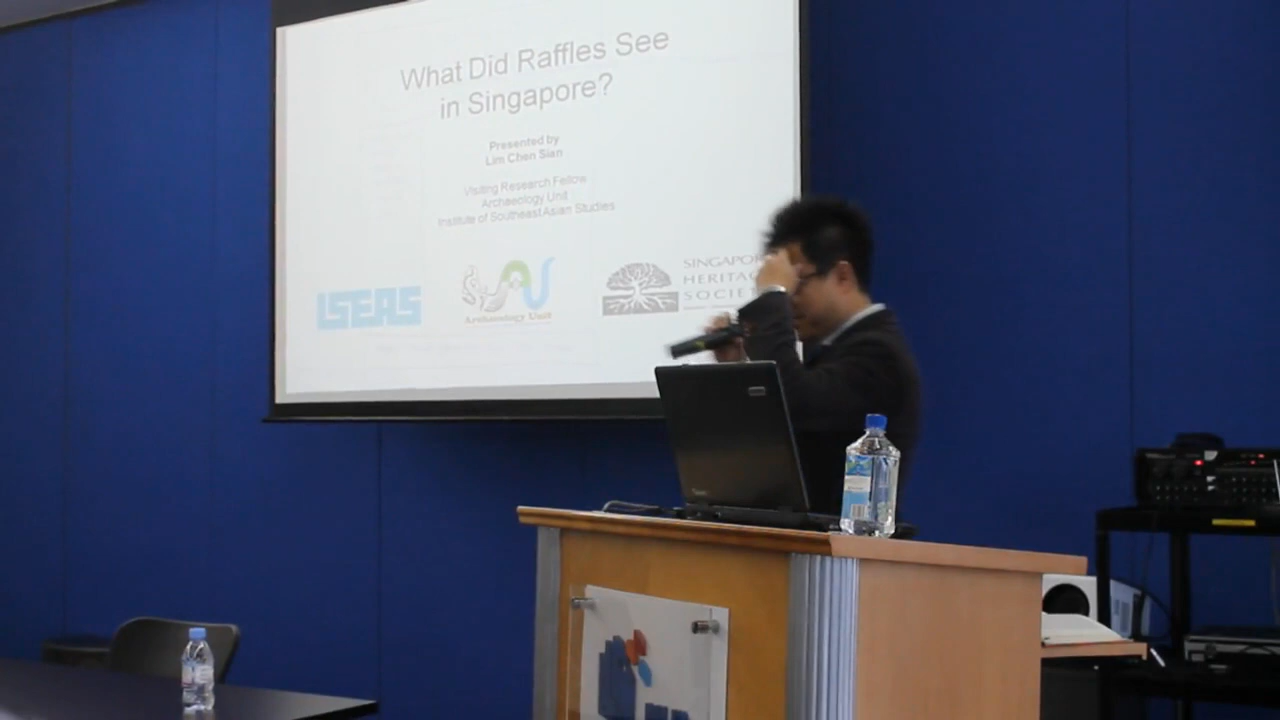 What Did Raffles See
in Singapore?
Presented by
Lim Chen Sian
Visiting Research Fellow
Archaeology Unit
Institute of Southeast Asian Studies
ISEAS
Archaeology Unit
SINGAPOR
HERITAG
SOCIE